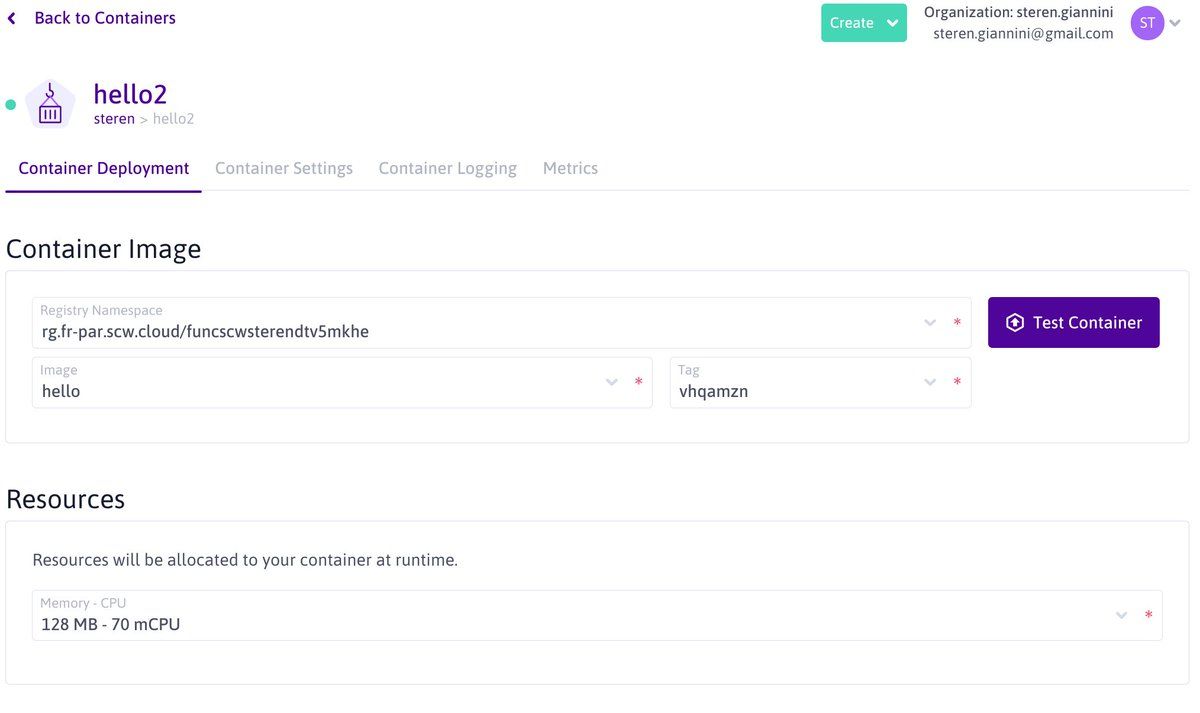 Back to Containers
Create
Organization: steren.giannini
steren.giannini@gmail.com
ST
hello2
steren > hello2
Container Deployment
Container Settings
Container Logging
Metrics
Container Image
Registry Namespace
rg.fr-par.scw.cloud/funcscwsterendtv5mkhe
*
Test Container
Image
hello
*
Tag
vhqamzn
*
Resources
Resources will be allocated to your container at runtime.
Memory - CPU
128 MB - 70 mCPU
*